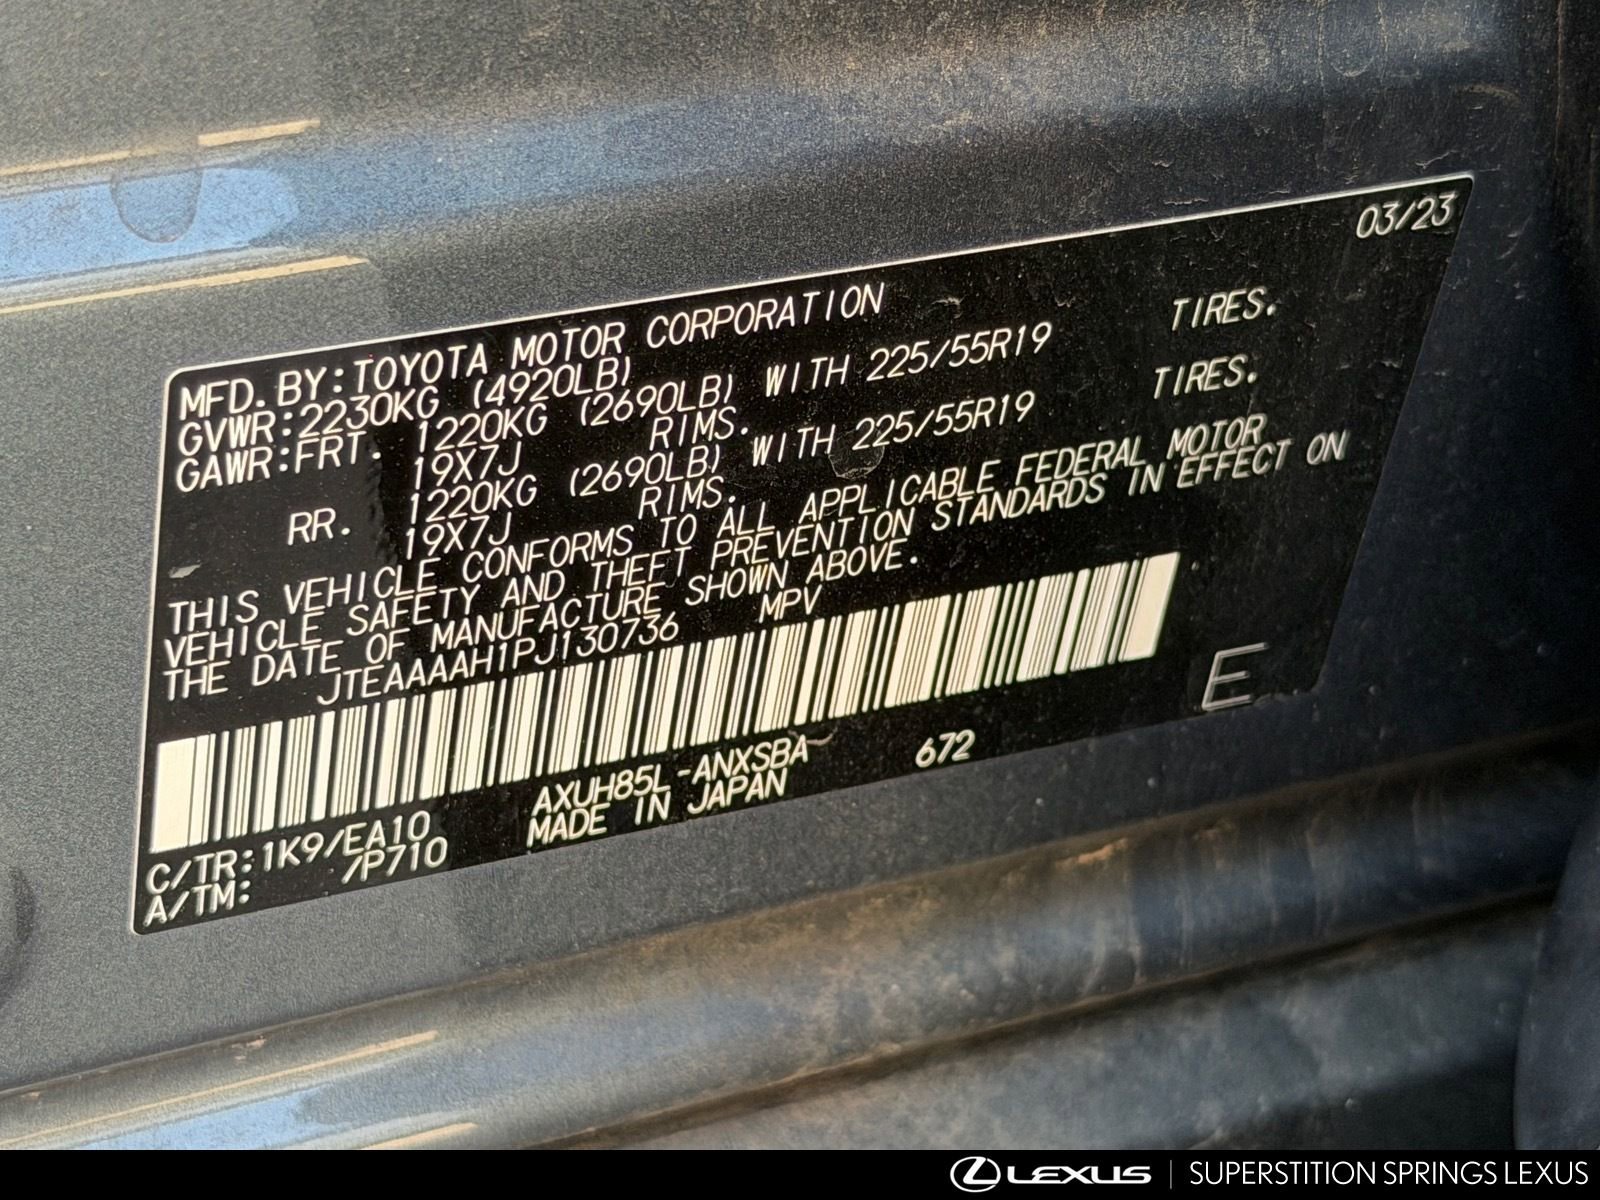 03/23
MFD.BY:TOYOTA MOTOR CORPORATION
GVWR:2230KG (4920LB)
GAWR:FRT. 1220KG (2690LB) WITH 225/55R19 TIRES.
19X7J RIMS.
RR. 1220KG (2690LB) WITH 225/55R19 TIRES.
19X7J RIMS.
THIS VEHICLE CONFORMS TO ALL APPLICABLE FEDERAL MOTOR
VEHICLE SAFETY AND THEFT PREVENTION STANDARDS IN EFFECT ON
THE DATE OF MANUFACTURE SHOWN ABOVE.
JTEAAAAH1PJ130736 MPV
E
AXUH85L-ANXSBA 672
C/TR:1K9/EA10 MADE IN JAPAN
A/TM: /P710
LEXUS | SUPERSTITION SPRINGS LEXUS